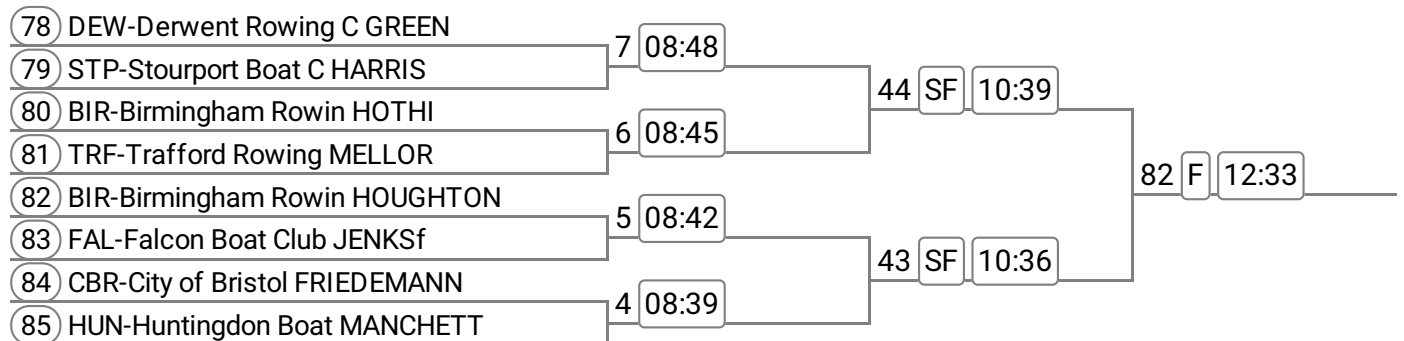 78 DEW-Derwent Rowing C GREEN
7 08:48
79 STP-Stourport Boat C HARRIS
44 SF 10:39
80 BIR-Birmingham Rowin HOTHI
6 08:45
81 TRF-Trafford Rowing MELLOR
82 F 12:33
82 BIR-Birmingham Rowin HOUGHTON
5 08:42
83 FAL-Falcon Boat Club JENKSf
43 SF 10:36
84 CBR-City of Bristol FRIEDEMANN
4 08:39
85 HUN-Huntingdon Boat MANCHETT